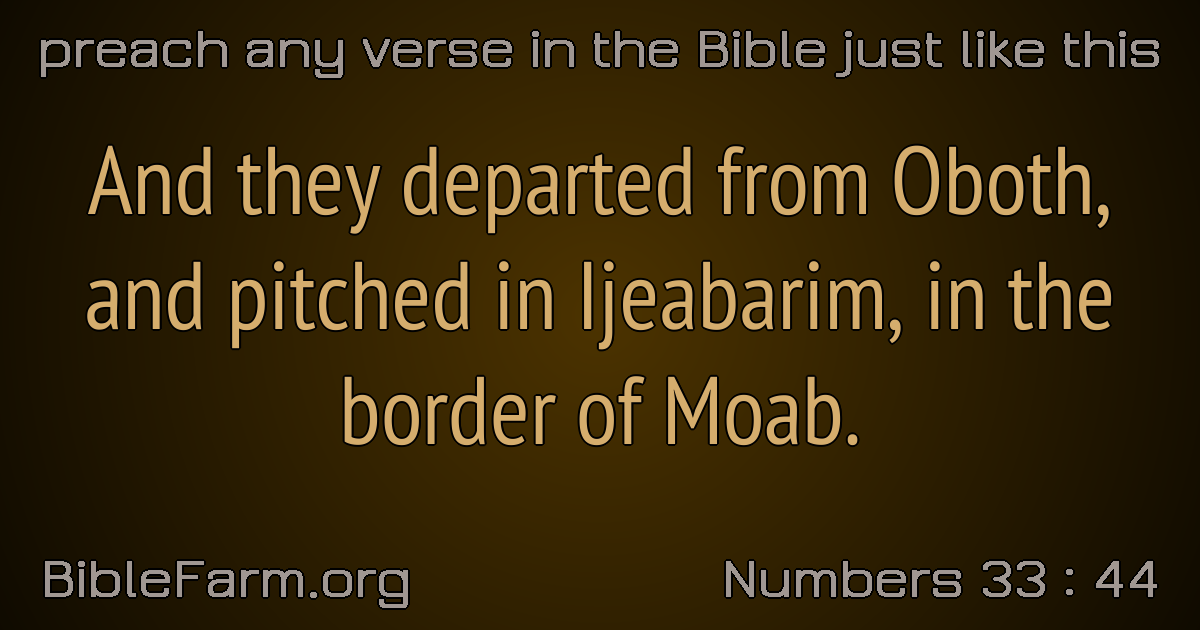 preach any verse in the Bible just like this
And they departed from Oboth,
and pitched in Ijeabarim, in the
border of Moab.
BibleFarm.org
Numbers 33 : 44